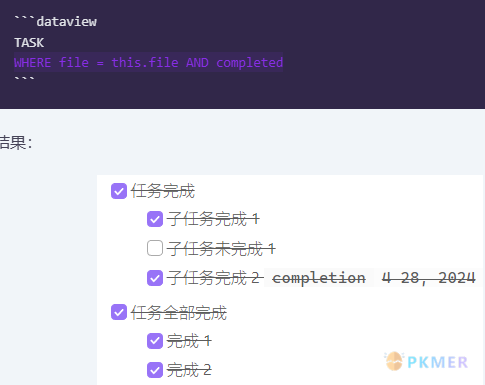 ```dataview
TASK
WHERE file = this.file AND completed
```
结果：
任务完成
子任务完成 1
子任务未完成 1
子任务完成 2 completion 4 28, 2024
任务全部完成
完成 1
完成 2
PKMER